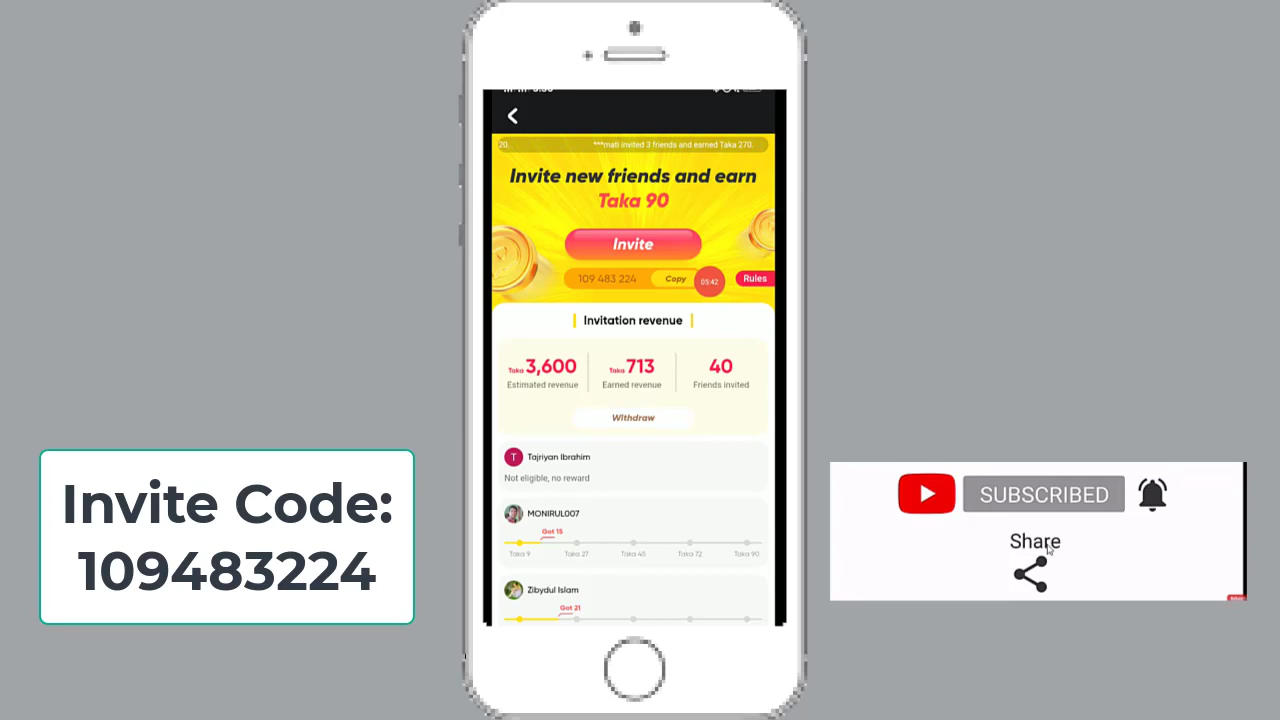 20.
***mati invited 3 friends and earned Taka 270.
Invite new friends and earn
Taka 90
Invite
109 483 224
Copy
05:42
Rules
Invitation revenue
Taka 3,600
Estimated revenue
Taka 713
Earned revenue
40
Friends invited
Withdraw
T
Tajriyan Ibrahim
Not eligible, no reward
MONIRUL007
Got 15
Taka 9 Taka 27 Taka 45 Taka 72 Taka 90
Zibydul Islam
Got 21
Invite Code:
109483224
SUBSCRIBED
Share